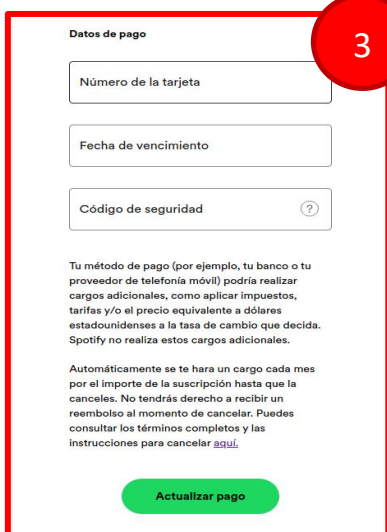 Datos de pago
3
Número de la tarjeta
Fecha de vencimiento
Código de seguridad ?
Tu método de pago (por ejemplo, tu banco o tu
proveedor de telefonía móvil) podría realizar
cargos adicionales, como aplicar impuestos,
tarifas y/o el precio equivalente a dólares
estadounidenses a la tasa de cambio que decida.
Spotify no realiza estos cargos adicionales.
Automáticamente se te hara un cargo cada mes
por el importe de la suscripción hasta que la
canceles. No tendrás derecho a recibir un
reembolso al momento de cancelar. Puedes
consultar los términos completos y las
instrucciones para cancelar aquí.
Actualizar pago